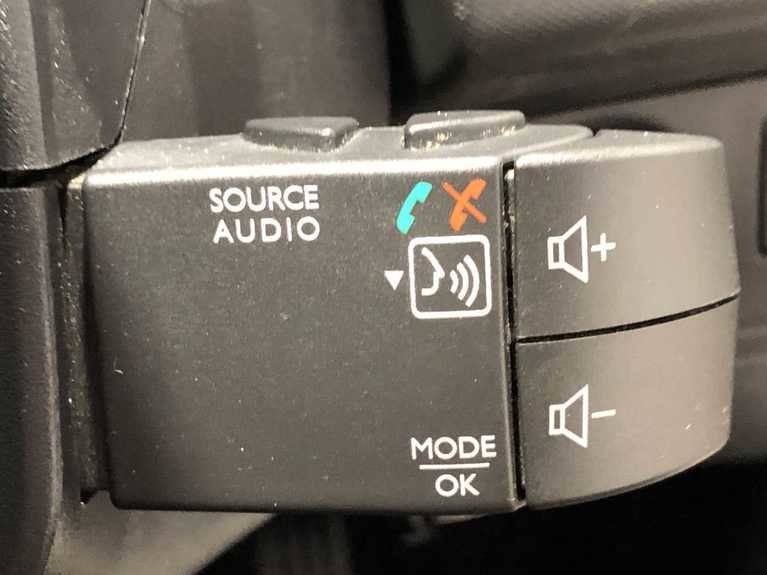 SOURCE
AUDIO
+
-
MODE
OK